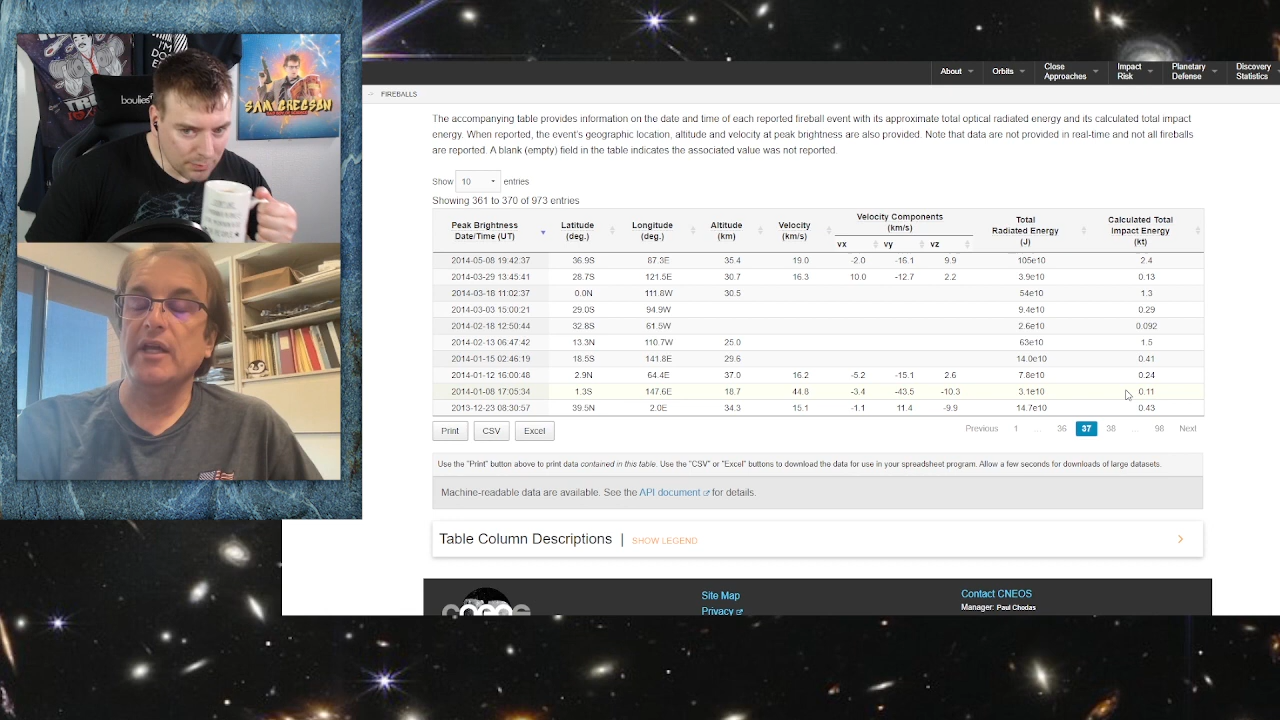 I'M
DO
boulies
SAM GREGSON
About
Orbits
Close
Approaches
Impact
Risk
Planetary
Defense
Discovery
Statistics
FIREBALLS
The accompanying table provides information on the date and time of each reported fireball event with its approximate total optical radiated energy and its calculated total impact
energy. When reported, the event's geographic location, altitude and velocity at peak brightness are also provided. Note that data are not provided in real-time and not all fireballs
are reported. A blank (empty) field in the table indicates the associated value was not reported.
Show 10 entries
Showing 361 to 370 of 973 entries
Peak Brightness
Date/Time (UT)
Latitude
(deg.)
Longitude
(deg.)
Altitude
(km)
Velocity
(km/s)
Velocity Components
(km/s)
vx vy vz
Total
Radiated Energy
(J)
Calculated Total
Impact Energy
(kt)
2014-05-08 19:42:37 36.9S 87.3E 35.4 19.0 -2.0 -16.1 9.9 105e10 2.4
2014-03-29 13:45:41 28.7S 121.5E 30.7 16.3 10.0 -12.7 2.2 3.9e10 0.13
2014-03-18 11:02:37 0.0N 111.8W 30.5 54e10 1.3
2014-03-03 15:00:21 29.0S 94.9W 9.4e10 0.29
2014-02-18 12:50:44 32.8S 61.5W 2.6e10 0.092
2014-02-13 06:47:42 13.3N 110.7W 25.0 63e10 1.5
2014-01-15 02:46:19 18.5S 141.8E 29.6 14.0e10 0.41
2014-01-12 16:00:48 2.9N 64.4E 37.0 16.2 -5.2 -15.1 2.6 7.8e10 0.24
2014-01-08 17:05:34 1.3S 147.6E 18.7 44.8 -3.4 -43.5 -10.3 3.1e10 0.11
2013-12-23 08:30:57 39.5N 2.0E 34.3 15.1 -1.1 11.4 -9.9 14.7e10 0.43
Print CSV Excel
Previous 1 … 36 37 38 … 98 Next
Use the "Print" button above to print data contained in this table. Use the "CSV" or "Excel" buttons to download the data for use in your spreadsheet program. Allow a few seconds for downloads of large datasets.
Machine-readable data are available. See the API document for details.
Table Column Descriptions | SHOW LEGEND
cneos
Site Map
Privacy
Contact CNEOS
Manager: Paul Chodas